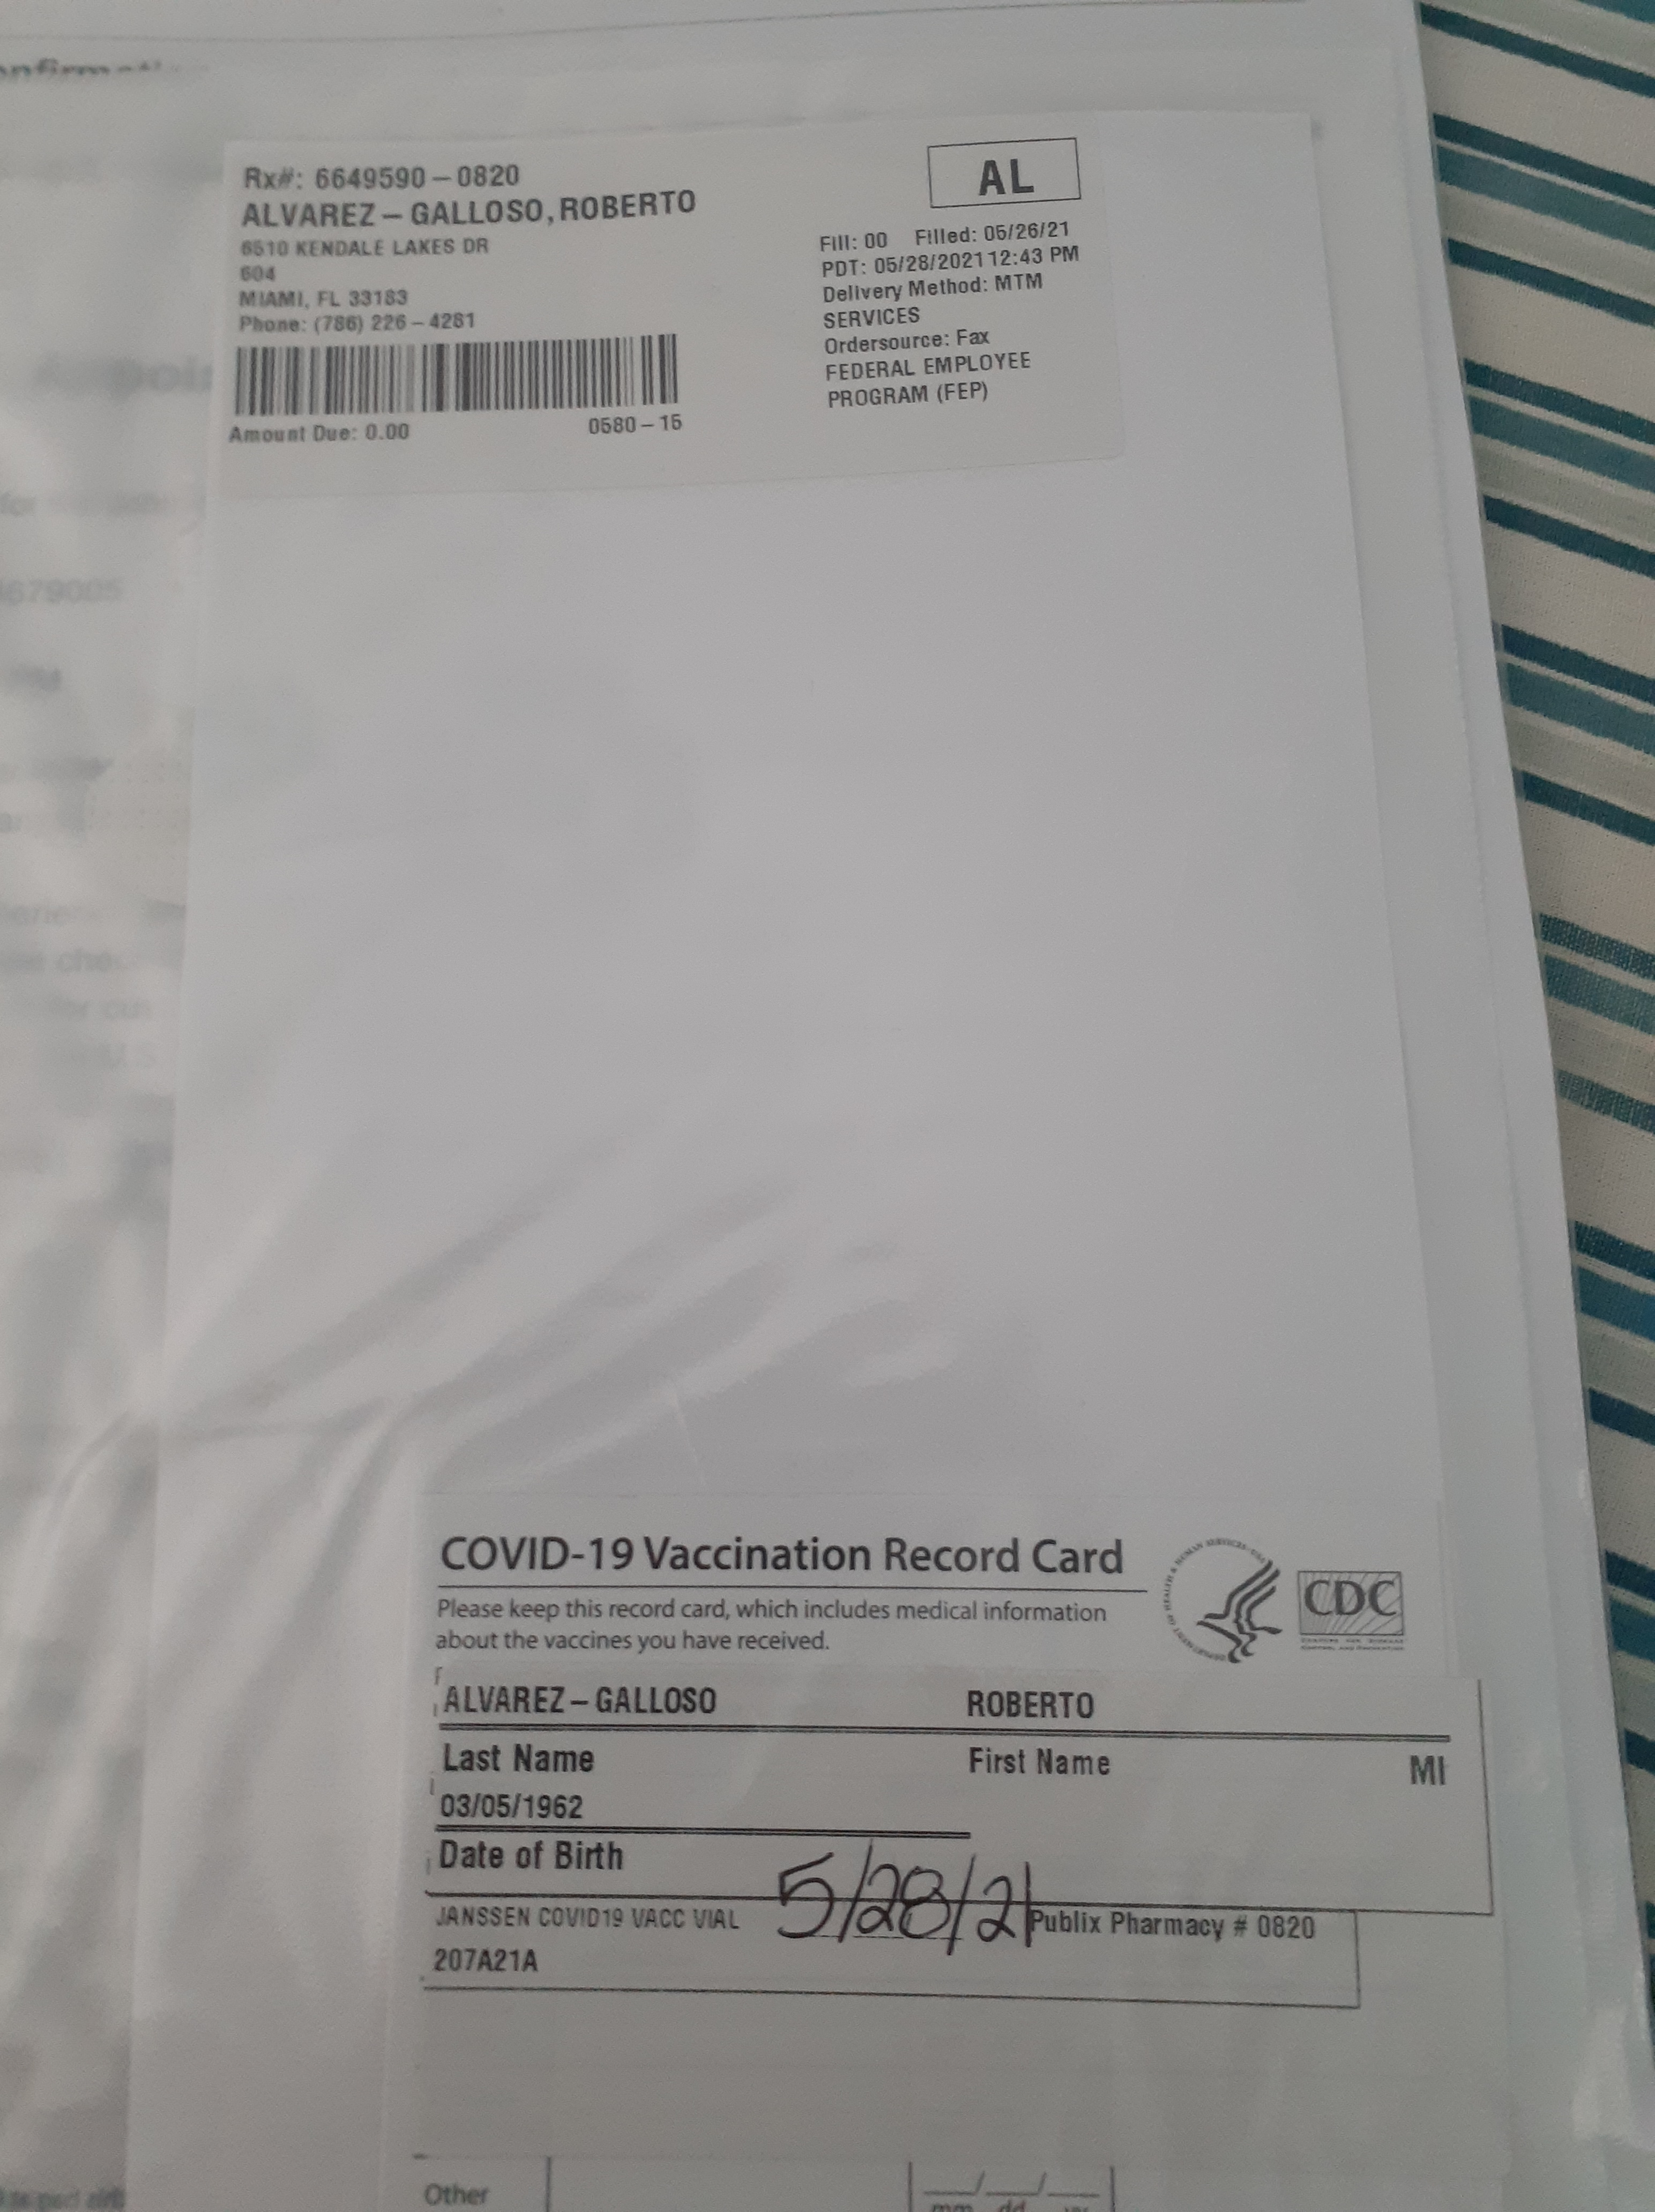 Rx#: 6649590-0820
AL
ALVAREZ-GALLOSO, ROBERTO
6510 KENDALE LAKES DR
604
MIAMI, FL 33183
Phone: (786) 226-4281
Amount Due: 0.00 0580-15
Fill: 00 Filled: 05/26/21
PDT: 05/28/2021 12:43 PM
Delivery Method: MTM
SERVICES
Ordersource: Fax
FEDERAL EMPLOYEE
PROGRAM (FEP)
COVID-19 Vaccination Record Card
Please keep this record card, which includes medical information
about the vaccines you have received.
CDC
ALVAREZ-GALLOSO ROBERTO
Last Name First Name MI
03/05/1962
Date of Birth
JANSSEN COVID19 VACC VIAL 5/28/21 Publix Pharmacy # 0820
207A21A
Other
mm dd